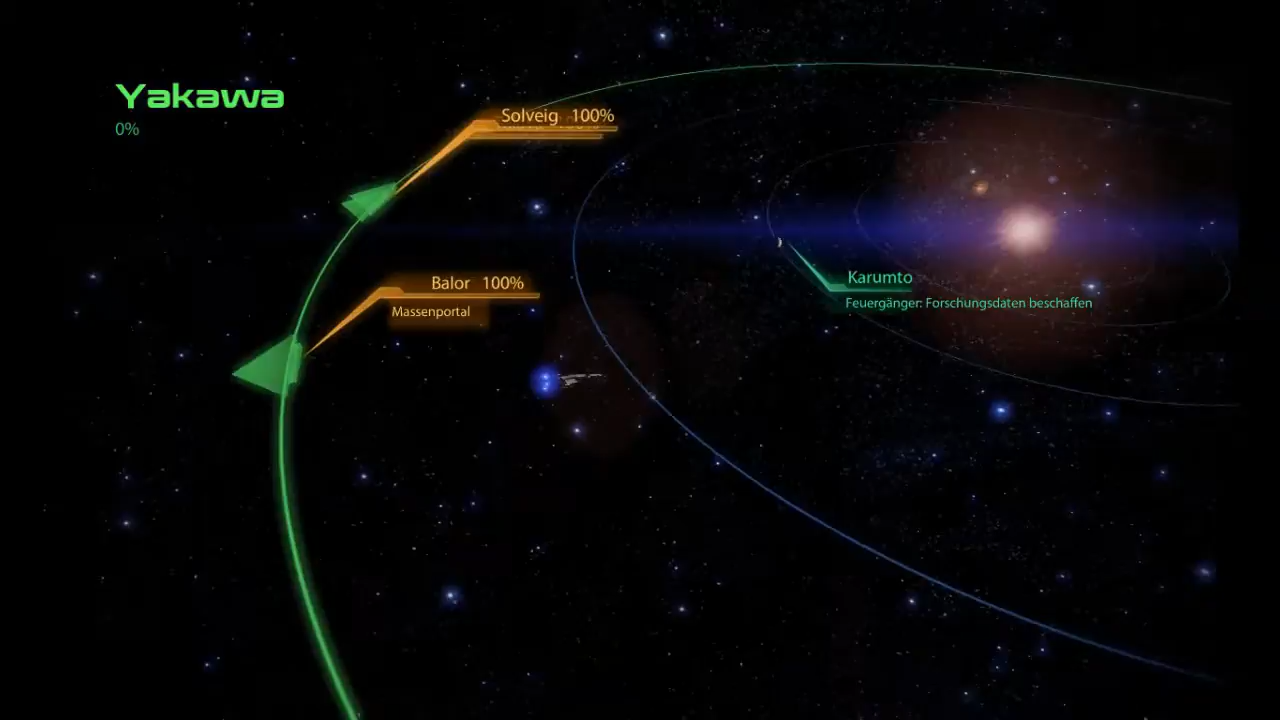 Yakawa
0%
Solveig 100%
Balor 100%
Massenportal
Karumto
Feuergänger: Forschungsdaten beschaffen